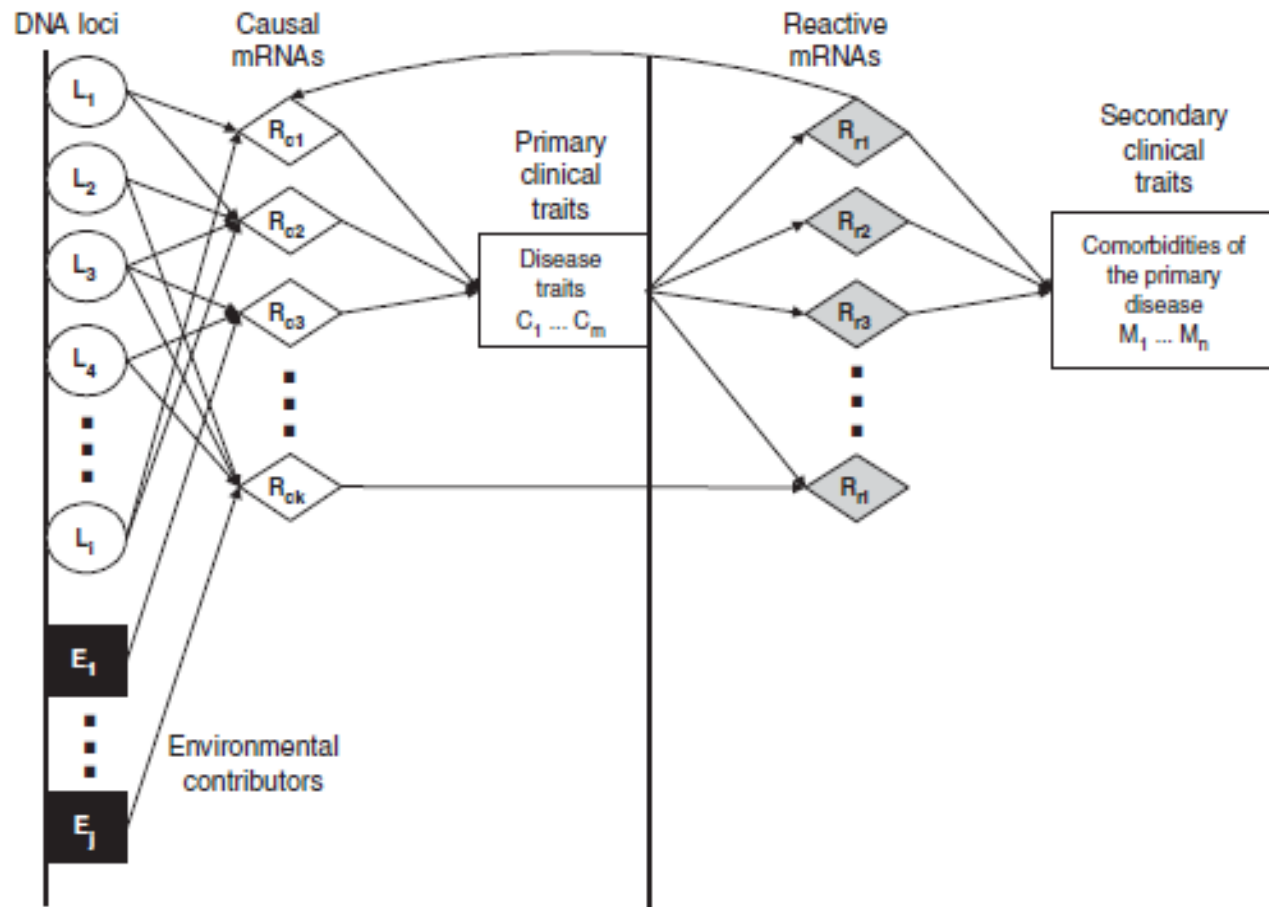 DNA loci
Causal
mRNAs
Reactive
mRNAs
L1
L2
L3
L4
Li
E1
Ej
Rc1
Rc2
Rc3
Rck
Environmental
contributors
Primary
clinical
traits
Disease
traits
C1 ... Cm
Rr1
Rr2
Rr3
Rrl
Secondary
clinical
traits
Comorbidities of
the primary
disease
M1 ... Mn